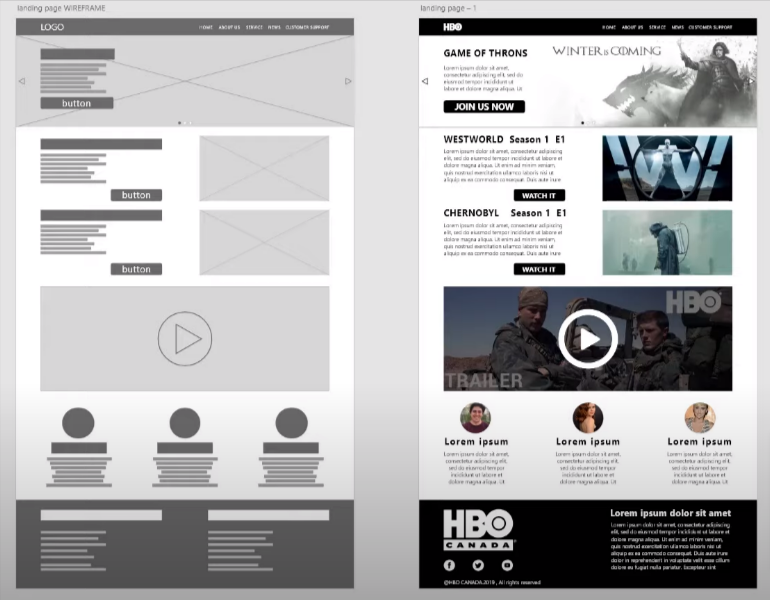 landing page WIREFRAME
LOGO
HOME ABOUT US SERVICE NEWS CUSTOMER SUPPORT
button
button
button
landing page – 1
HBO
HOME ABOUT US SERVICE NEWS CUSTOMER SUPPORT
GAME OF THRONS
WINTER IS COMING
Lorem ipsum dolor sit amet,
consectetur adipiscing elit,
sed do eiusmod tempor
incididunt ut labore et
labore et dolore magna aliqua. Ut
JOIN US NOW
WESTWORLD Season 1 E1
Lorem ipsum dolor sit amet, consectetur adipiscing
elit, sed do eiusmod tempor incididunt ut labore et
dolore magna aliqua. Ut enim ad minim veniam,
quis nostrud exercitation ullamco laboris nisi ut
aliquip ex ea commodo consequat. Duis aute irure
WATCH IT
CHERNOBYL Season 1 E1
Lorem ipsum dolor sit amet, consectetur adipiscing
elit, sed do eiusmod tempor incididunt ut labore et
dolore magna aliqua. Ut enim ad minim veniam,
quis nostrud exercitation ullamco laboris nisi ut
aliquip ex ea commodo consequat. Duis aute irure
WATCH IT
HBO
TRAILER
Lorem ipsum
Lorem ipsum dolor sit amet,
consectetur adipiscing elit,
sed do eiusmod tempor
incididunt ut labore et
dolore magna aliqua. Ut
Lorem ipsum
Lorem ipsum dolor sit amet,
consectetur adipiscing elit,
sed do eiusmod tempor
incididunt ut labore et
dolore magna aliqua. Ut
Lorem ipsum
Lorem ipsum dolor sit amet,
consectetur adipiscing elit,
sed do eiusmod tempor
incididunt ut labore et
dolore magna aliqua. Ut
HBO
CANADA
@HBO CANADA.2019 , All rights reserved
Lorem ipsum dolor sit amet
Lorem ipsum dolor sit amet, consectetur adipiscing
elit, sed do eiusmod tempor incididunt ut labore et
dolore magna aliqua. Ut enim ad minim veniam,
quis nostrud exercitation ullamco laboris nisi ut
aliquip ex ea commodo consequat. Duis aute irure
dolor in reprehenderit in voluptate velit esse cillum
dolore eu fugiat nulla pariatur. Excepteur sint